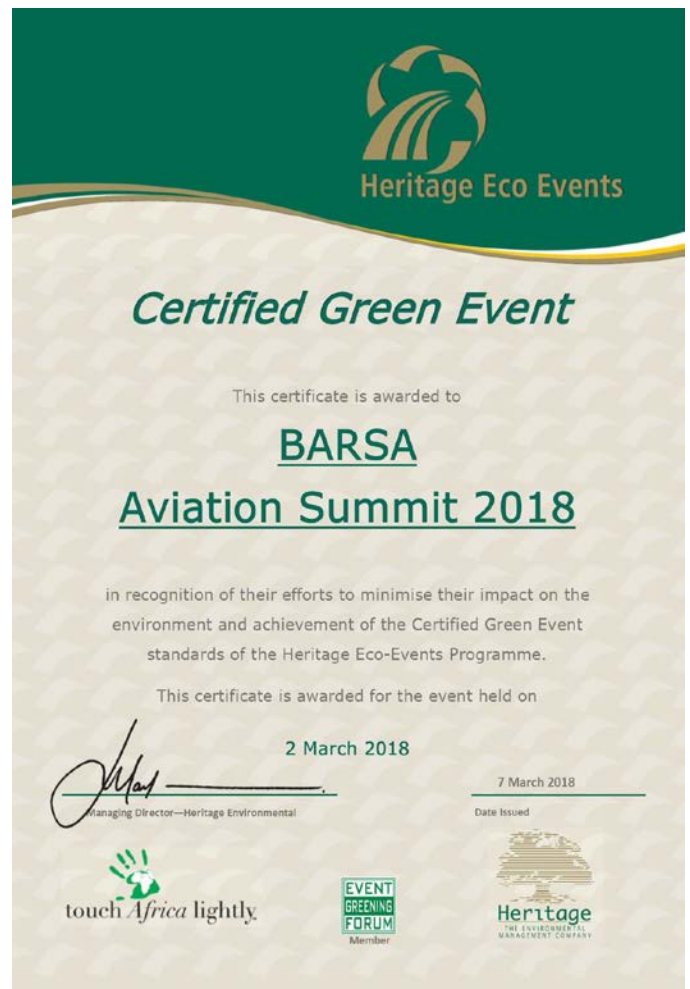 Heritage Eco Events
Certified Green Event
This certificate is awarded to
BARSA
Aviation Summit 2018
in recognition of their efforts to minimise their impact on the
environment and achievement of the Certified Green Event
standards of the Heritage Eco-Events Programme.
This certificate is awarded for the event held on
2 March 2018
7 March 2018
Managing Director—Heritage Environmental
Date Issued
touch Africa lightly.
EVENT
GREENING
FORUM
Member
Heritage
THE ENVIRONMENTAL
MANAGEMENT COMPANY